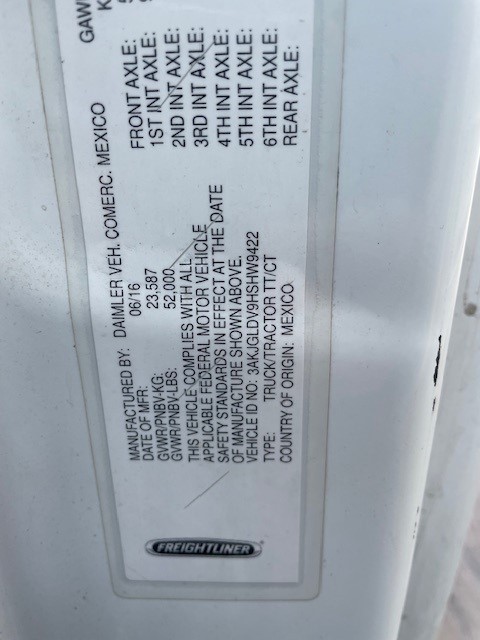 MANUFACTURED BY: DAIMLER VEH. COMERC. MEXICO
DATE OF MFR: 06/16
GVWR/PNBV-KG: 23,587
GVWR/PNBV-LBS: 52,000
THIS VEHICLE COMPLIES WITH ALL
APPLICABLE FEDERAL MOTOR VEHICLE
SAFETY STANDARDS IN EFFECT AT THE DATE
OF MANUFACTURE SHOWN ABOVE.
VEHICLE ID NO: 3AKJGLDV9HSHW9422
TYPE: TRUCK/TRACTOR TT/CT
COUNTRY OF ORIGIN: MEXICO.
GAW
K
FRONT AXLE:
1ST INT AXLE:
2ND INT AXLE:
3RD INT AXLE:
4TH INT AXLE:
5TH INT AXLE:
6TH INT AXLE:
REAR AXLE:
FREIGHTLINER